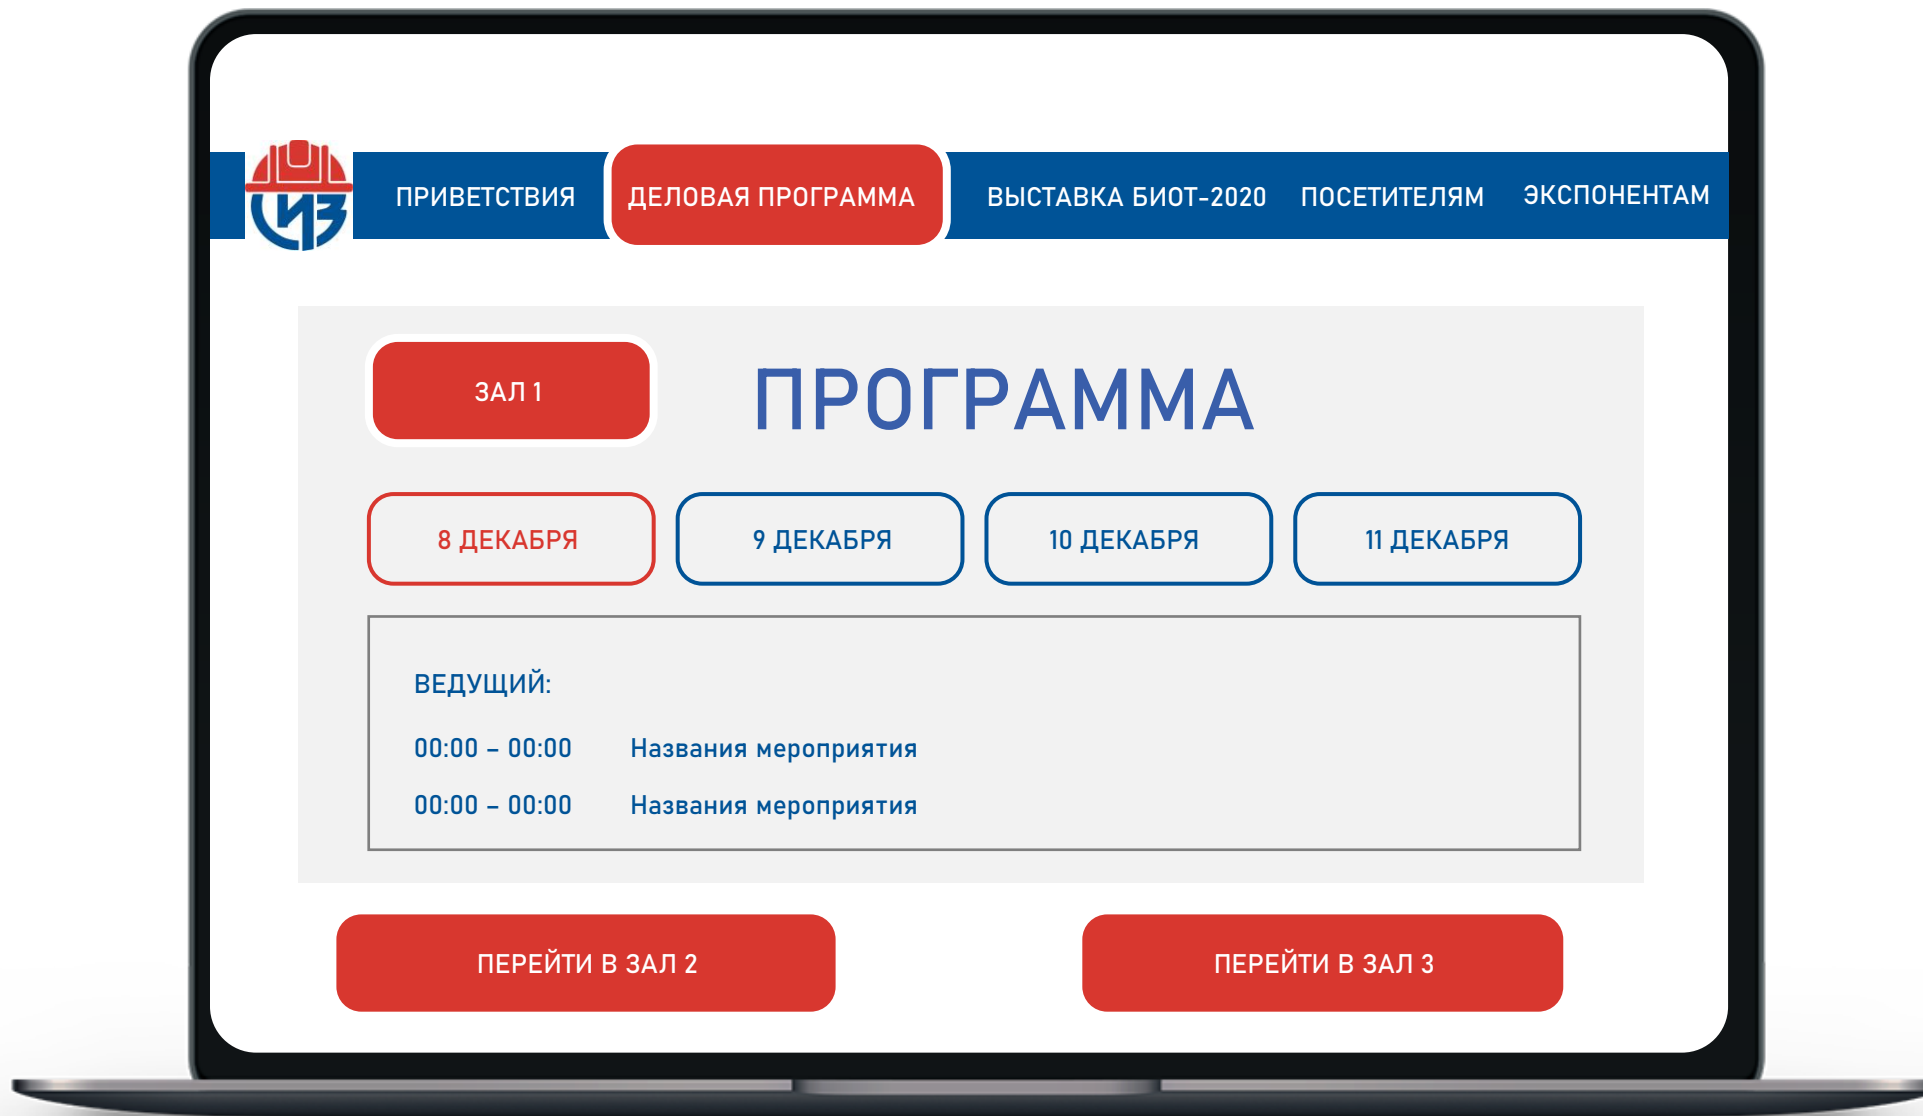 СИЗ
ПРИВЕТСТВИЯ ДЕЛОВАЯ ПРОГРАММА ВЫСТАВКА БИОТ-2020 ПОСЕТИТЕЛЯМ ЭКСПОНЕНТАМ
ЗАЛ 1 ПРОГРАММА
8 ДЕКАБРЯ 9 ДЕКАБРЯ 10 ДЕКАБРЯ 11 ДЕКАБРЯ
ВЕДУЩИЙ:
00:00 – 00:00 Названия мероприятия
00:00 – 00:00 Названия мероприятия
ПЕРЕЙТИ В ЗАЛ 2 ПЕРЕЙТИ В ЗАЛ 3